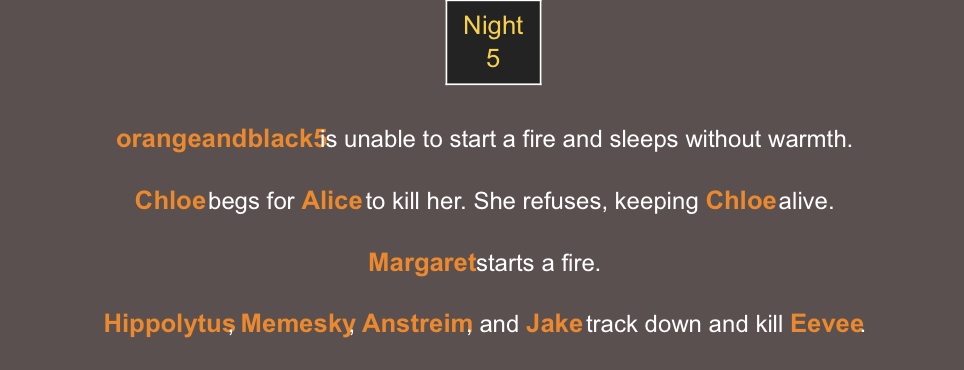 Night
5
orangeandblack5 is unable to start a fire and sleeps without warmth.
Chloe begs for Alice to kill her. She refuses, keeping Chloe alive.
Margaret starts a fire.
Hippolytus, Memesky, Anstreim, and Jake track down and kill Eevee.